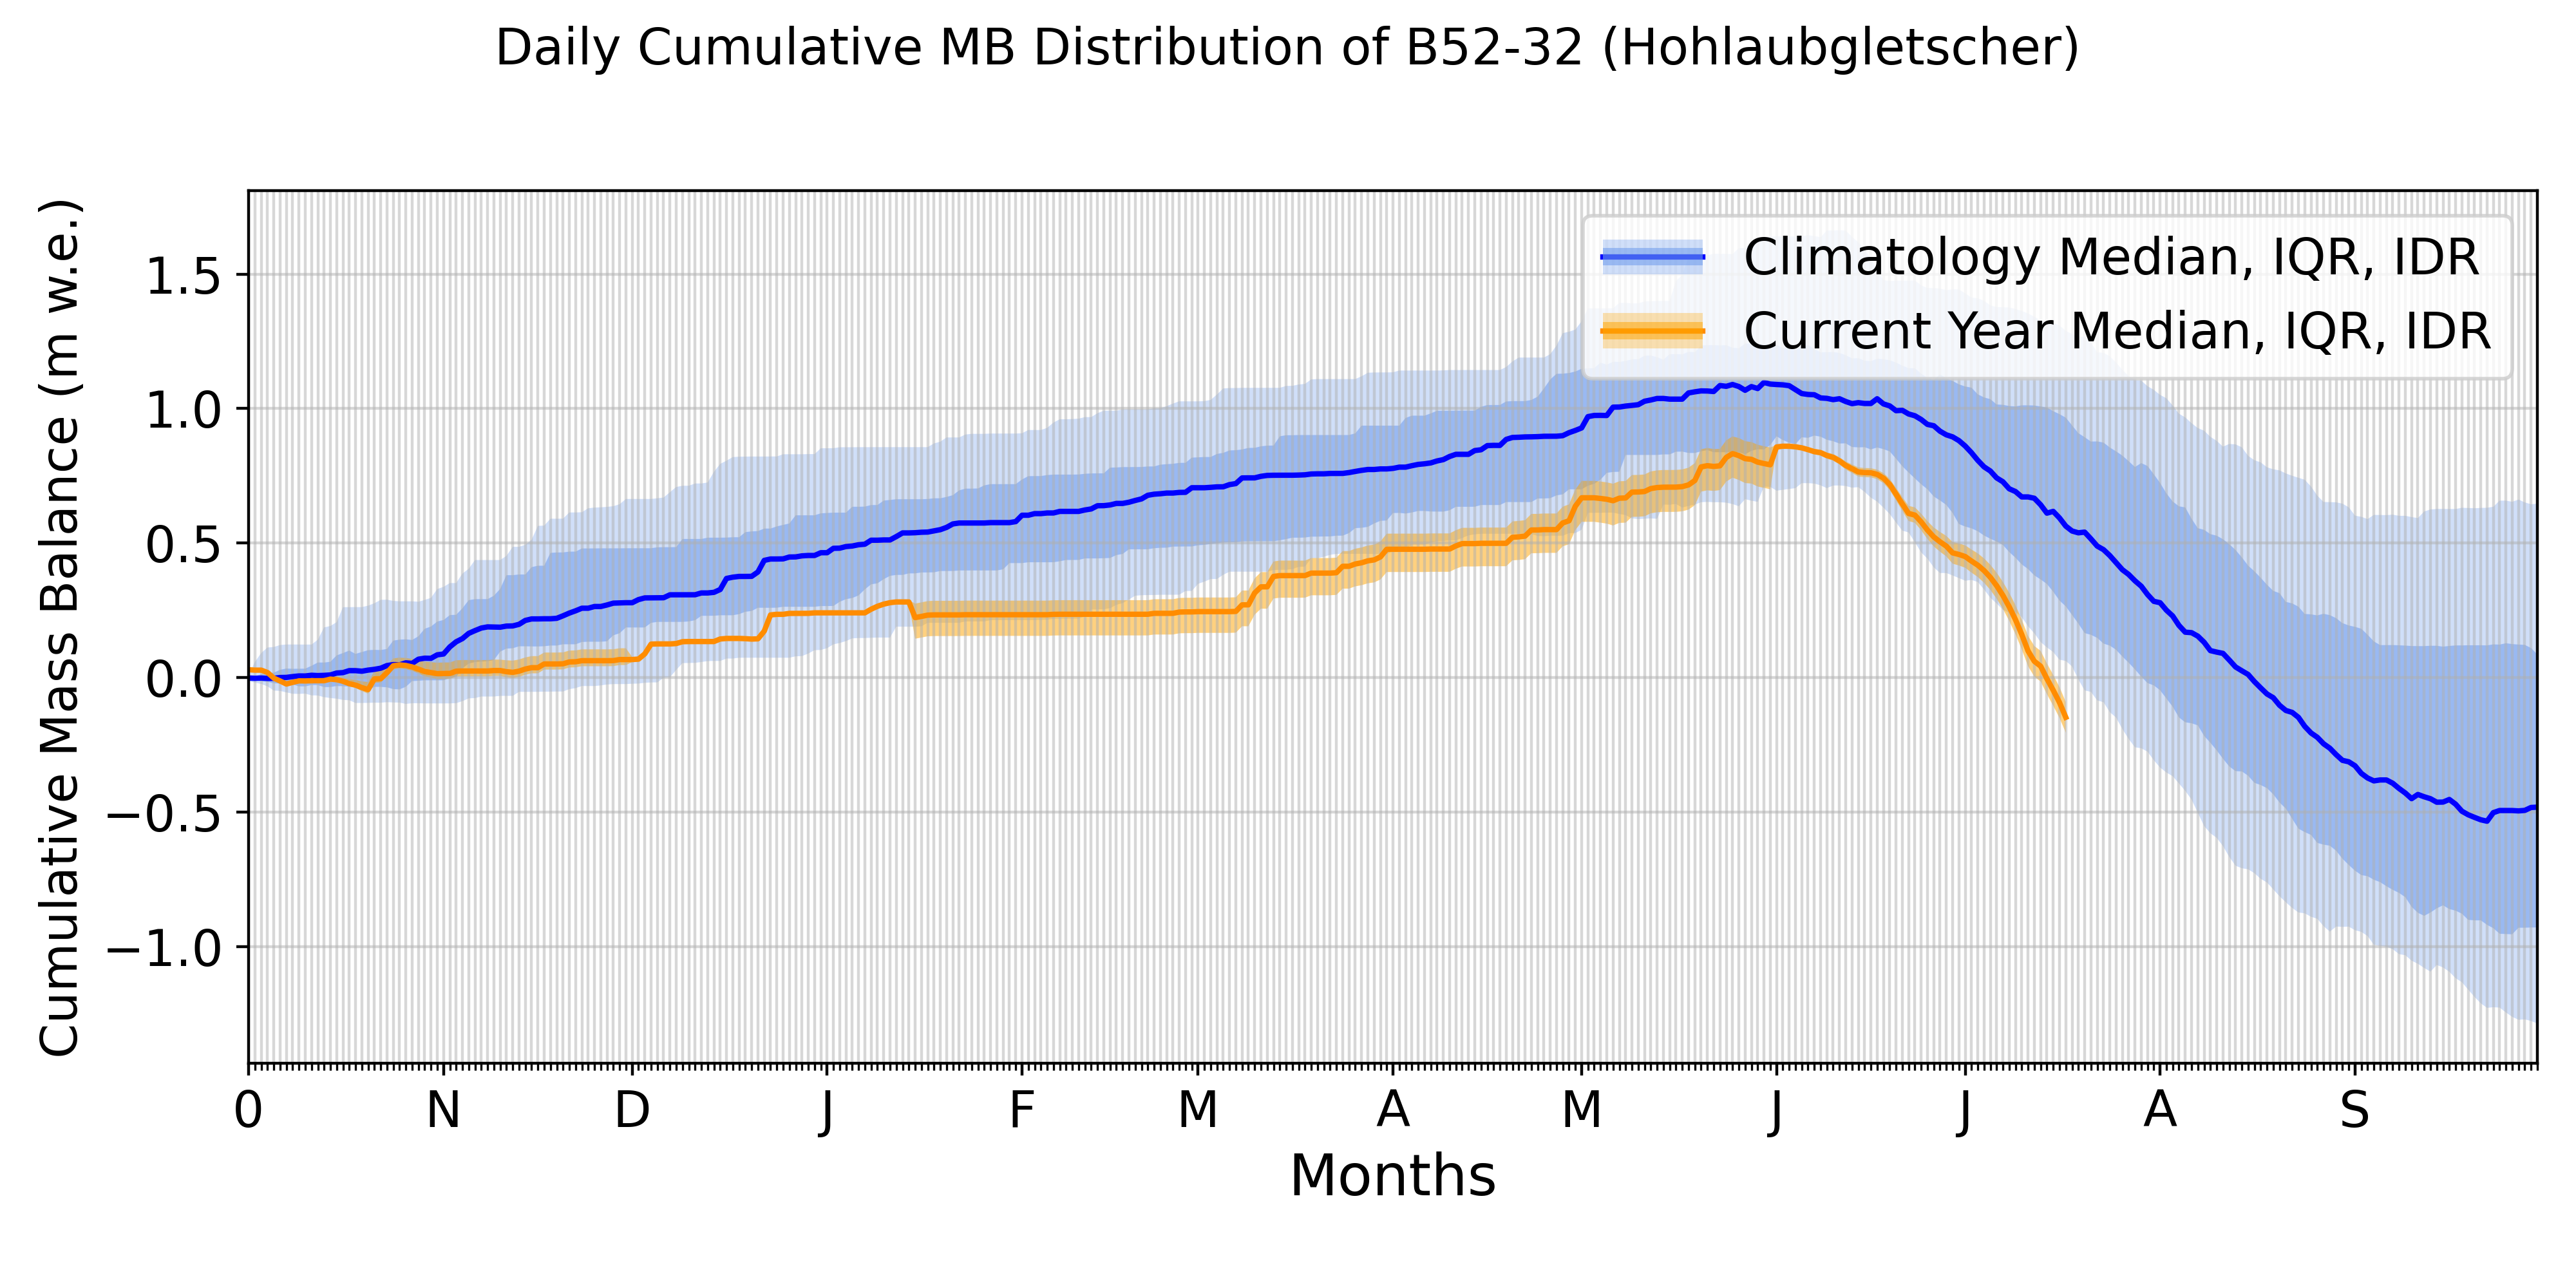 Daily Cumulative MB Distribution of B52-32 (Hohlaubgletscher)
Cumulative Mass Balance (m w.e.)
1.5
1.0
0.5
0.0
−0.5
−1.0
Climatology Median, IQR, IDR
Current Year Median, IQR, IDR
0 N D J F M A M J J A S
Months